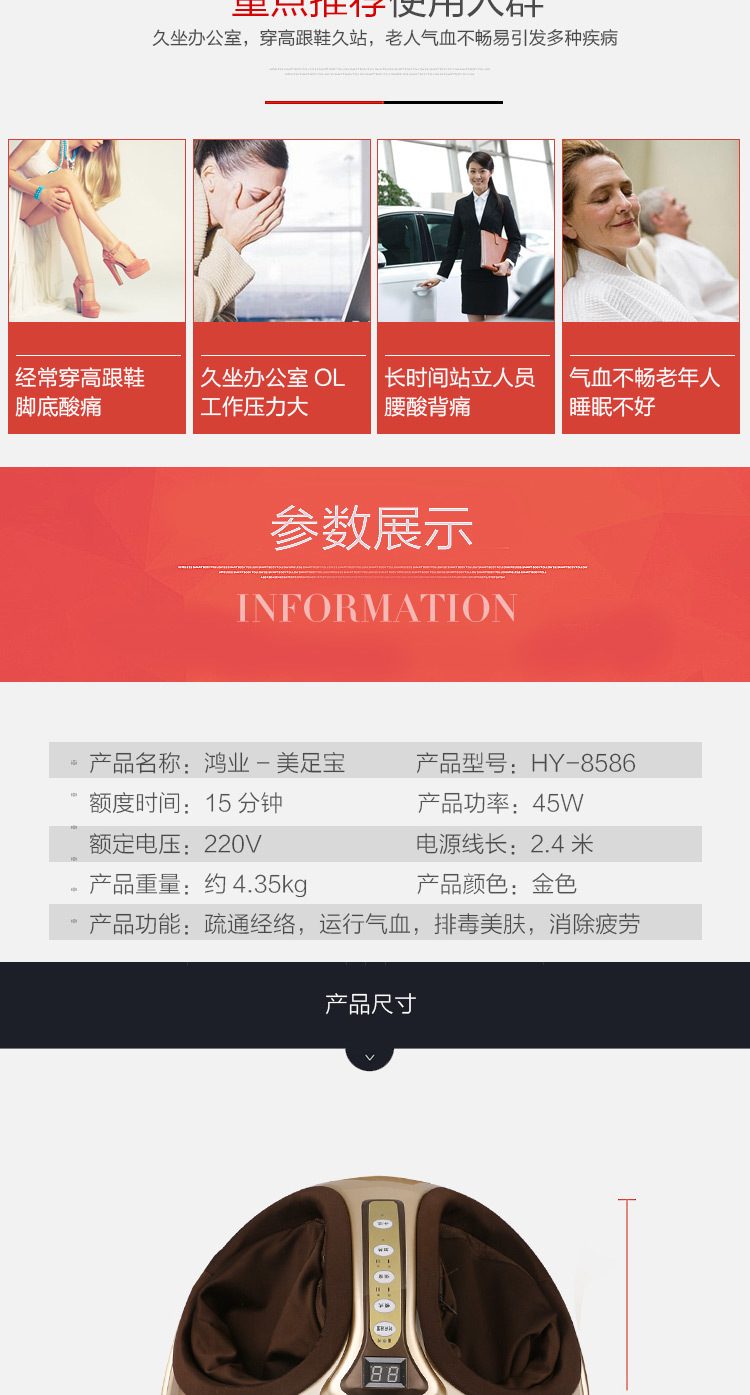 重点推荐使用人群
久坐办公室，穿高跟鞋久站，老人气血不畅易引发多种疾病
经常穿高跟鞋
脚底酸痛
久坐办公室 OL
工作压力大
长时间站立人员
腰酸背痛
气血不畅老年人
睡眠不好
参数展示
INFORMATION
产品名称：鸿业－美足宝 产品型号：HY-8586
额度时间：15 分钟 产品功率：45W
额定电压：220V 电源线长：2.4 米
产品重量：约 4.35kg 产品颜色：金色
产品功能：疏通经络，运行气血，排毒美肤，消除疲劳
产品尺寸
88